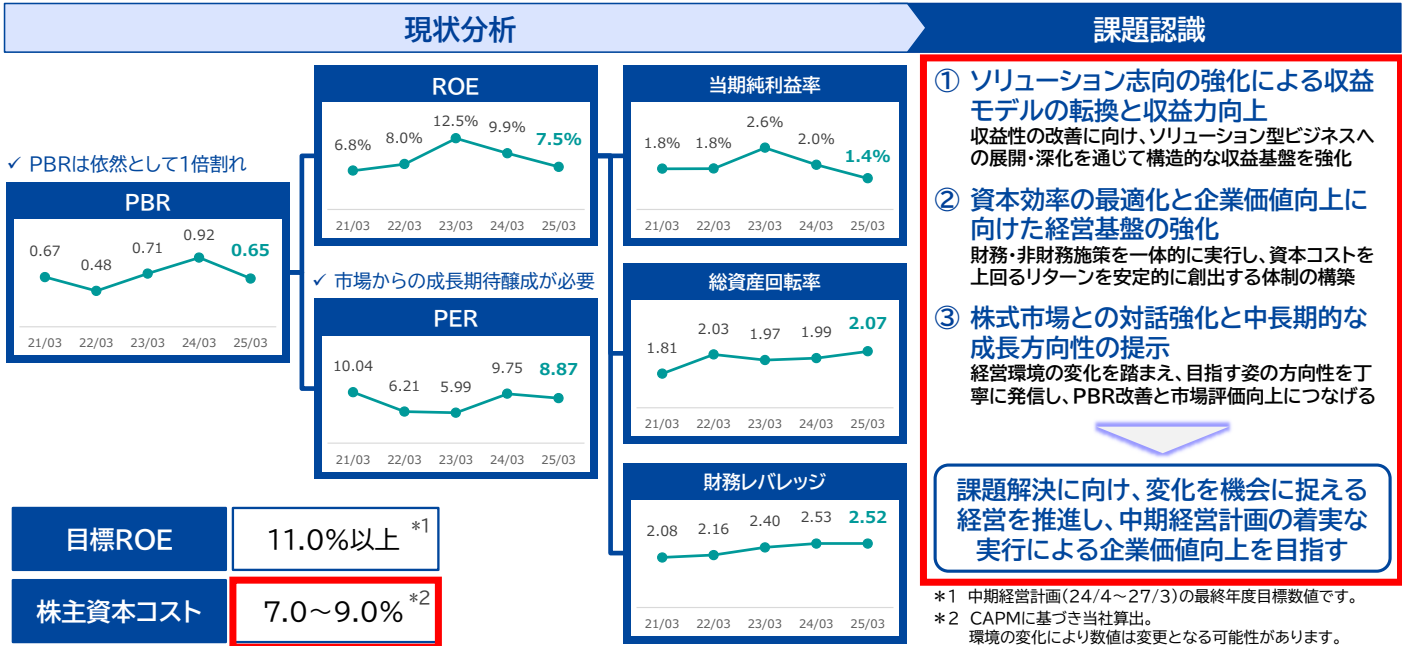 現状分析
課題認識
✓ PBRは依然として1倍割れ
PBR
0.67 0.48 0.71 0.92 0.65
21/03 22/03 23/03 24/03 25/03
ROE
6.8% 8.0% 12.5% 9.9% 7.5%
21/03 22/03 23/03 24/03 25/03
✓ 市場からの成長期待醸成が必要
PER
10.04 6.21 5.99 9.75 8.87
21/03 22/03 23/03 24/03 25/03
当期純利益率
1.8% 1.8% 2.6% 2.0% 1.4%
21/03 22/03 23/03 24/03 25/03
総資産回転率
1.81 2.03 1.97 1.99 2.07
21/03 22/03 23/03 24/03 25/03
財務レバレッジ
2.08 2.16 2.40 2.53 2.52
21/03 22/03 23/03 24/03 25/03
目標ROE 11.0%以上 *1
株主資本コスト 7.0～9.0% *2
① ソリューション志向の強化による収益
モデルの転換と収益力向上
収益性の改善に向け、ソリューション型ビジネスへ
の展開・深化を通じて構造的な収益基盤を強化
② 資本効率の最適化と企業価値向上に
向けた経営基盤の強化
財務・非財務施策を一体的に実行し、資本コストを
上回るリターンを安定的に創出する体制の構築
③ 株式市場との対話強化と中長期的な
成長方向性の提示
経営環境の変化を踏まえ、目指す姿の方向性を丁
寧に発信し、PBR改善と市場評価向上につなげる
課題解決に向け、変化を機会に捉える
経営を推進し、中期経営計画の着実な
実行による企業価値向上を目指す
*1 中期経営計画(24/4～27/3)の最終年度目標数値です。
*2 CAPMに基づき当社算出。
環境の変化により数値は変更となる可能性があります。